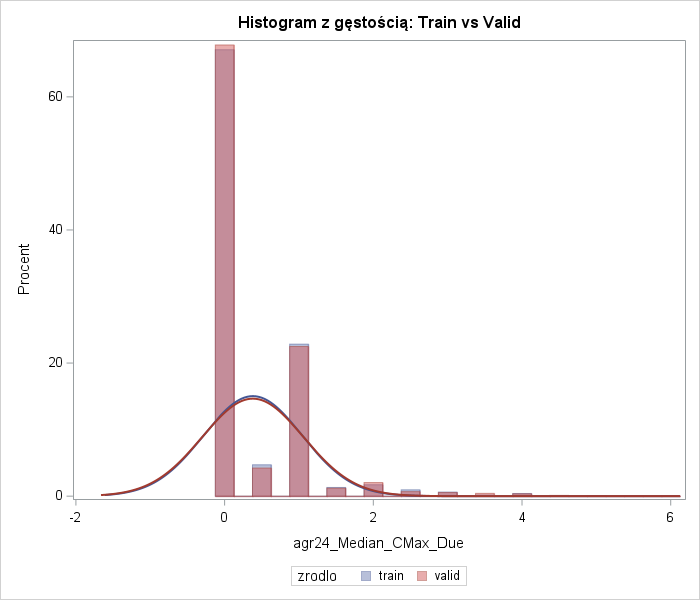 Histogram z gęstością: Train vs Valid
60
40
20
0
Procent
-2 0 2 4 6
agr24_Median_CMax_Due
zrodlo train valid